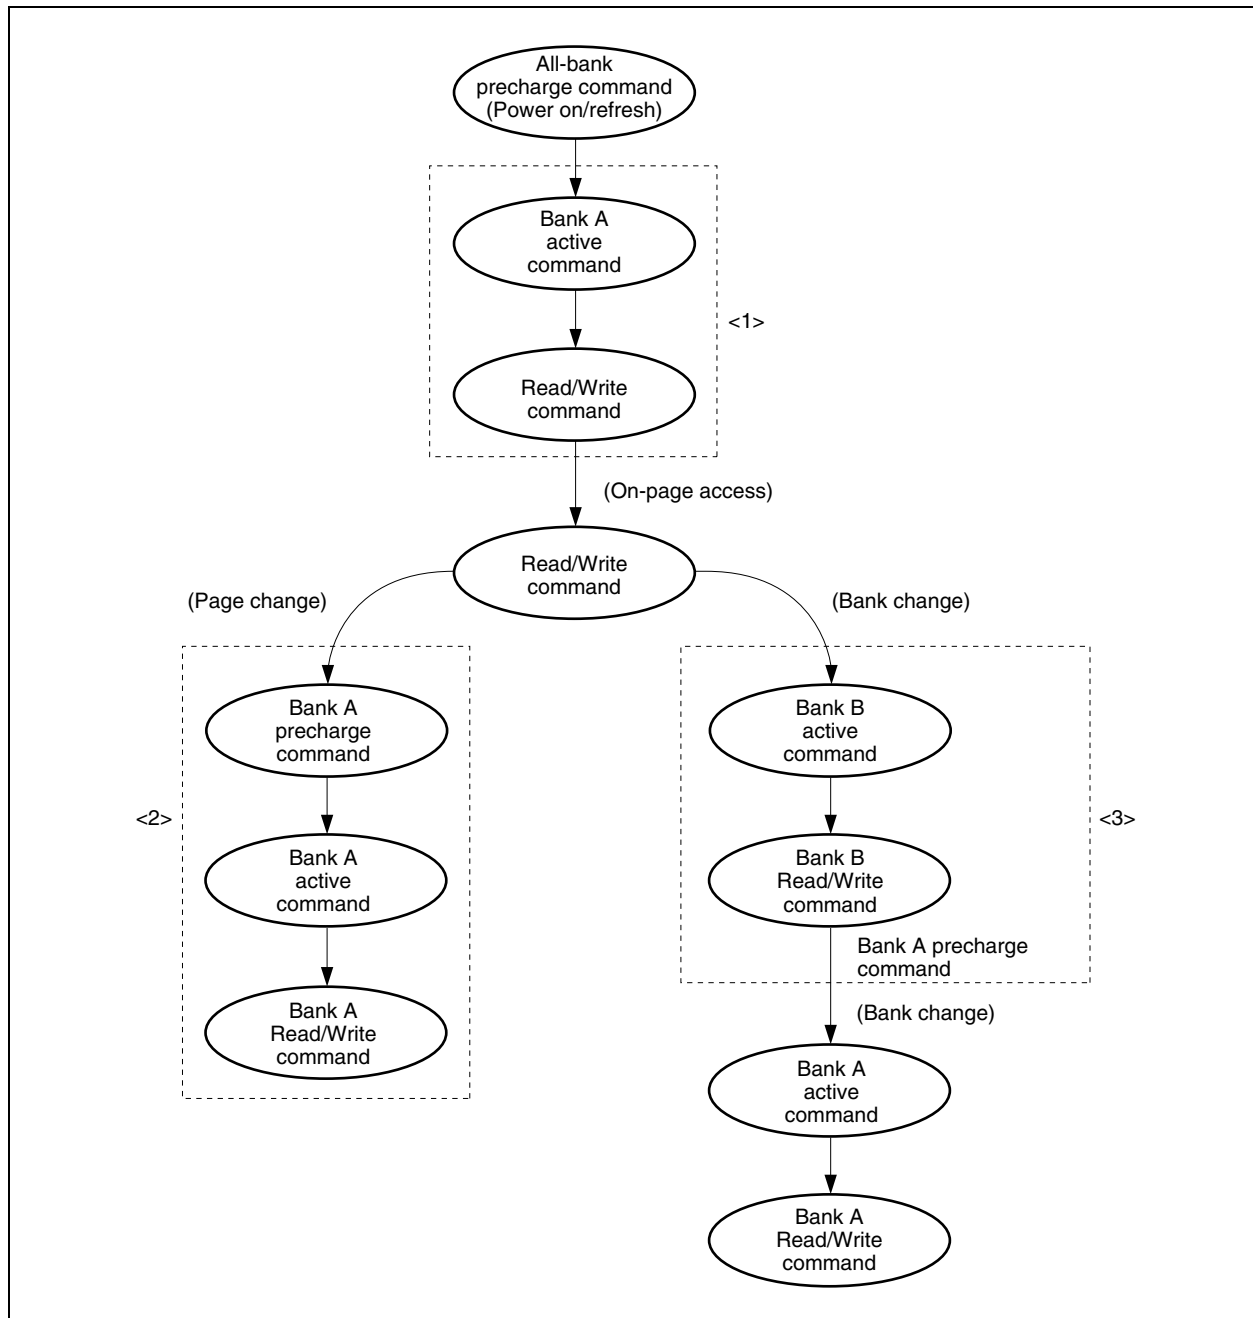 All-bank
precharge command
(Power on/refresh)
Bank A
active
command
<1>
Read/Write
command
(On-page access)
Read/Write
command
(Page change)
(Bank change)
Bank A
precharge
command
Bank B
active
command
<2>
<3>
Bank A
active
command
Bank B
Read/Write
command
Bank A precharge
command
Bank A
Read/Write
command
(Bank change)
Bank A
active
command
Bank A
Read/Write
command